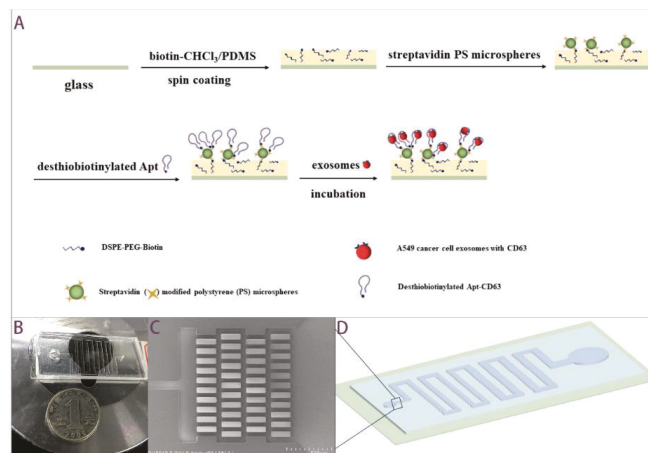 A
biotin-CHCl3/PDMS
streptavidin PS microspheres
spin coating
glass
desthiobiotinylated Apt
exosomes
incubation
DSPE-PEG-Biotin
A549 cancer cell exosomes with CD63
Streptavidin ( ) modified polystyrene (PS) microspheres
Desthiobiotinylated Apt-CD63
B
C
D
1